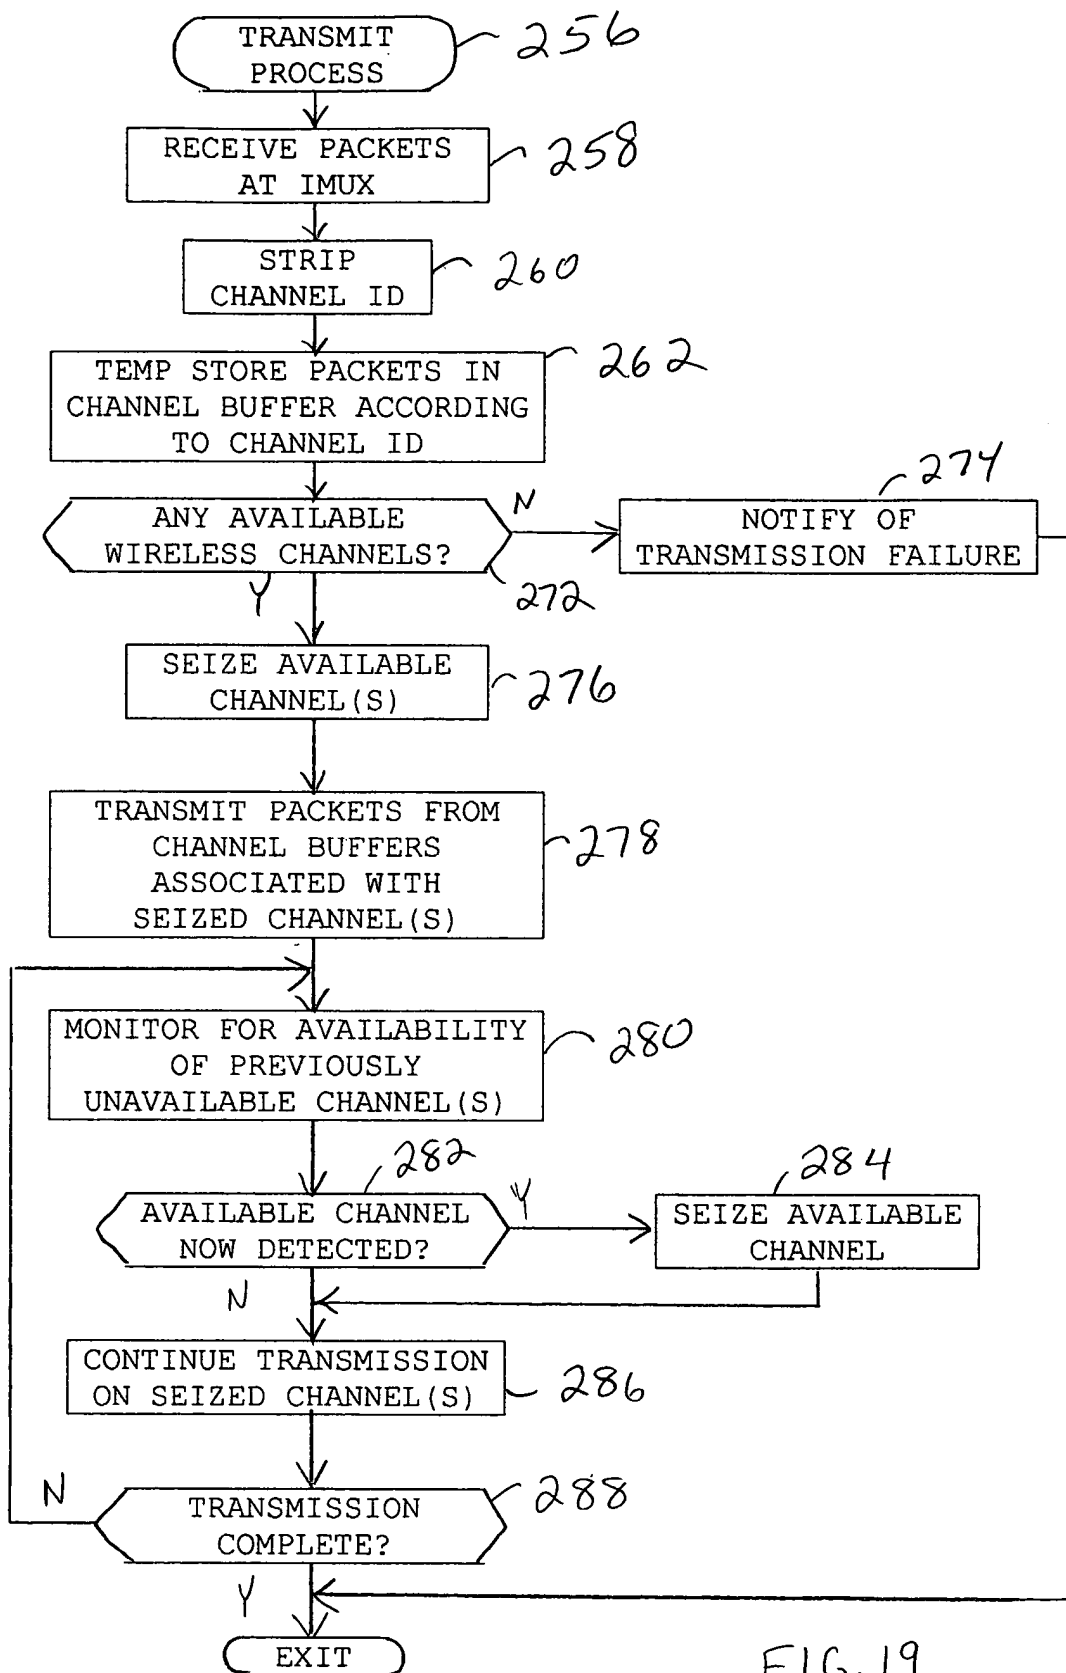 TRANSMIT
PROCESS
256
RECEIVE PACKETS
AT IMUX
258
STRIP
CHANNEL ID
260
TEMP STORE PACKETS IN
CHANNEL BUFFER ACCORDING
TO CHANNEL ID
262
ANY AVAILABLE
WIRELESS CHANNELS?
272
N
Y
NOTIFY OF
TRANSMISSION FAILURE
274
SEIZE AVAILABLE
CHANNEL(S)
276
TRANSMIT PACKETS FROM
CHANNEL BUFFERS
ASSOCIATED WITH
SEIZED CHANNEL(S)
278
MONITOR FOR AVAILABILITY
OF PREVIOUSLY
UNAVAILABLE CHANNEL(S)
280
AVAILABLE CHANNEL
NOW DETECTED?
282
Y
N
SEIZE AVAILABLE
CHANNEL
284
CONTINUE TRANSMISSION
ON SEIZED CHANNEL(S)
286
TRANSMISSION
COMPLETE?
288
N
Y
EXIT
FIG. 19